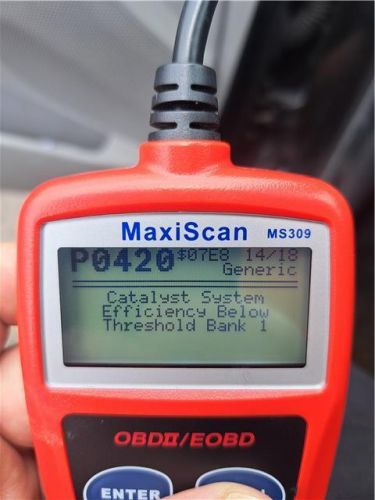 MaxiScan MS309
P0420 $07E8 14/18
Generic
Catalyst System
Efficiency Below
Threshold Bank 1
OBDII/EOBD
ENTER